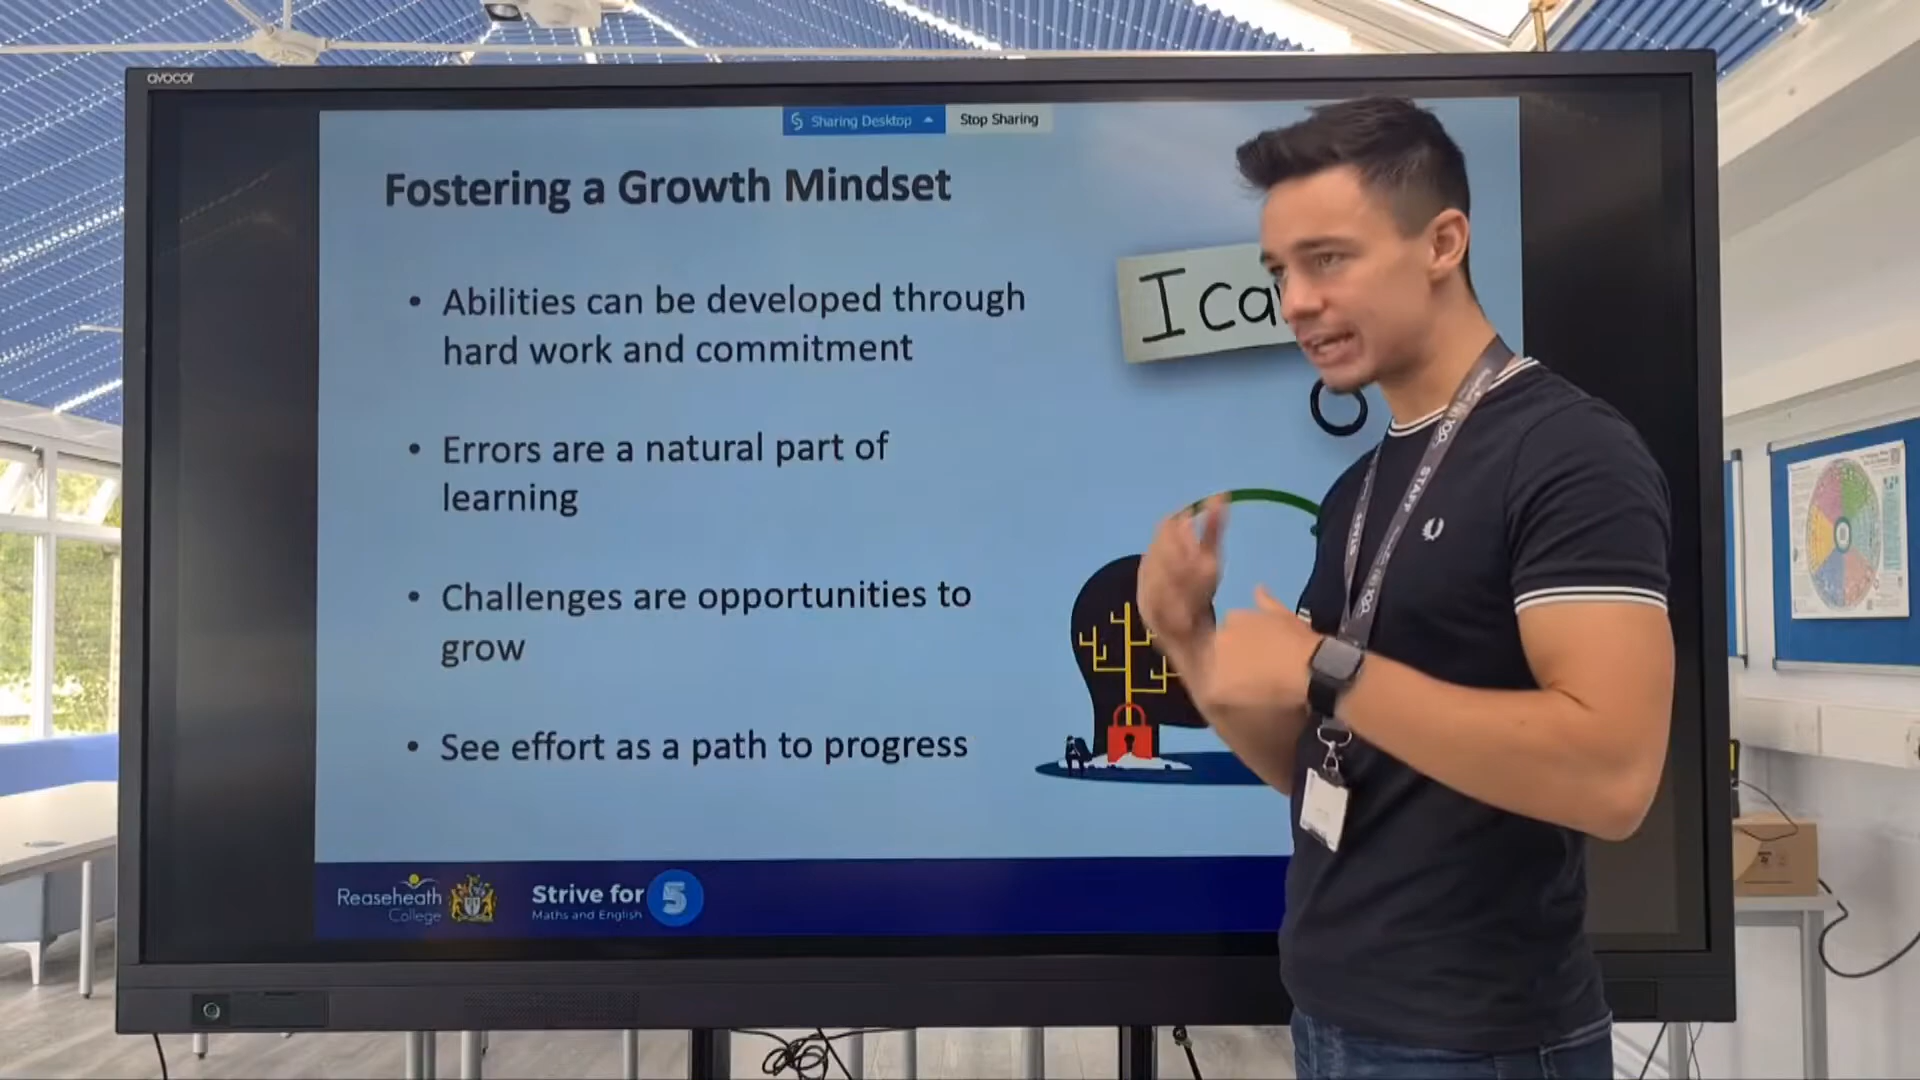 avocor
Sharing Desktop
Stop Sharing
Fostering a Growth Mindset
I ca
• Abilities can be developed through
hard work and commitment
• Errors are a natural part of
learning
• Challenges are opportunities to
grow
• See effort as a path to progress
STAFF
Reaseheath
College
Strive for 5
Maths and English